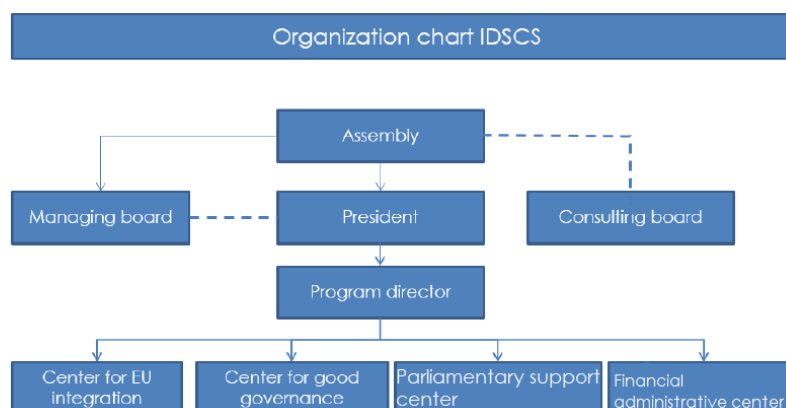 Organization chart IDSCS
Assembly
Managing board
President
Consulting board
Program director
Center for EU
integration
Center for good
governance
Parliamentary support
center
Financial
administrative center